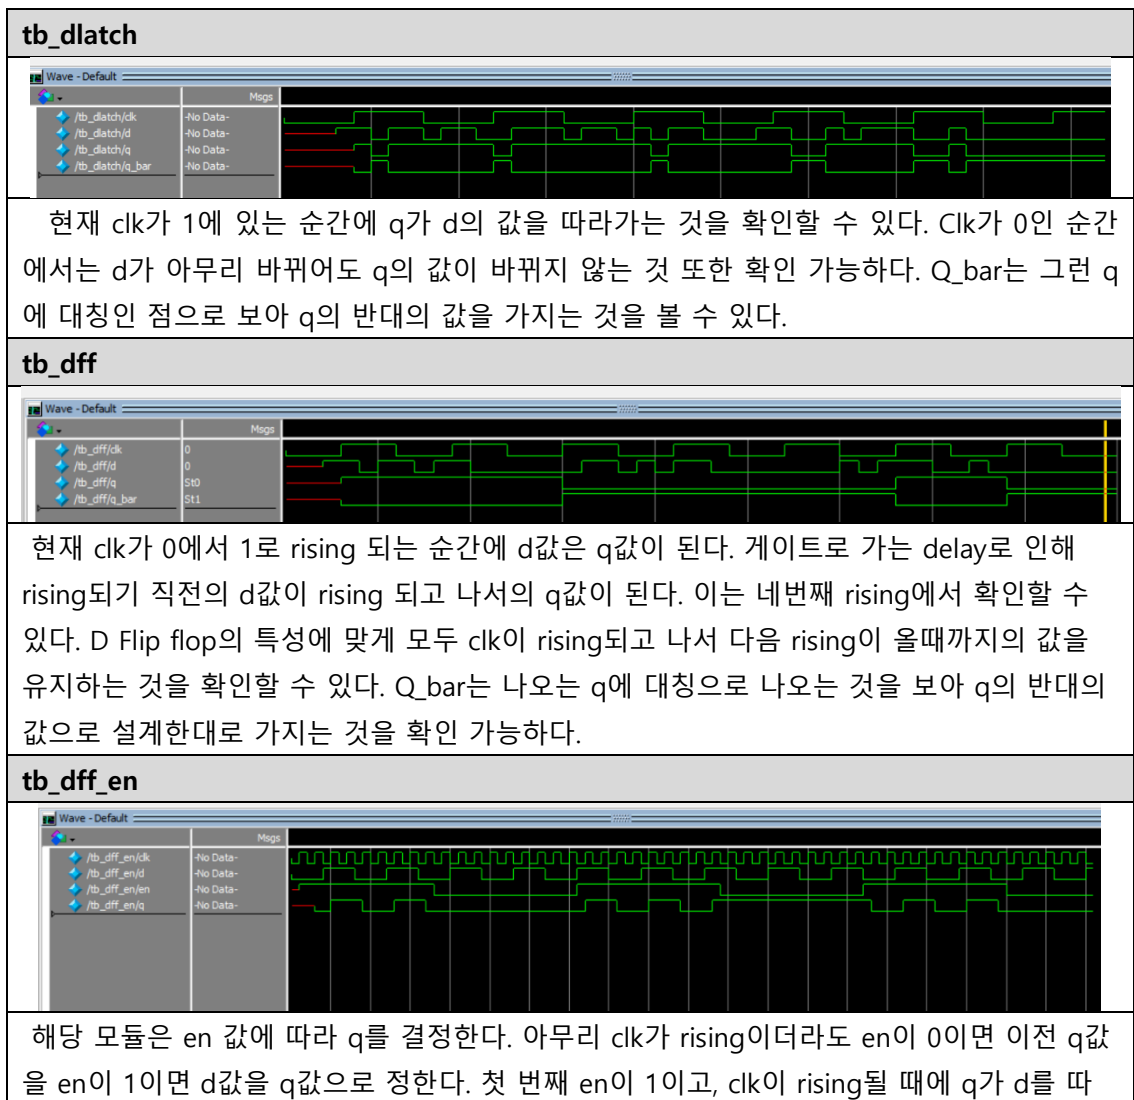 tb_dlatch
Wave - Default
Msgs
/tb_dlatch/clk -No Data-
/tb_dlatch/d -No Data-
/tb_dlatch/q -No Data-
/tb_dlatch/q_bar -No Data-
현재 clk가 1에 있는 순간에 q가 d의 값을 따라가는 것을 확인할 수 있다. Clk가 0인 순간
에서는 d가 아무리 바뀌어도 q의 값이 바뀌지 않는 것 또한 확인 가능하다. Q_bar는 그런 q
에 대칭인 점으로 보아 q의 반대의 값을 가지는 것을 볼 수 있다.
tb_dff
Wave - Default
Msgs
/tb_dff/clk 0
/tb_dff/d 0
/tb_dff/q St0
/tb_dff/q_bar St1
현재 clk가 0에서 1로 rising 되는 순간에 d값은 q값이 된다. 게이트로 가는 delay로 인해
rising되기 직전의 d값이 rising 되고 나서의 q값이 된다. 이는 네번째 rising에서 확인할 수
있다. D Flip flop의 특성에 맞게 모두 clk이 rising되고 나서 다음 rising이 올때까지의 값을
유지하는 것을 확인할 수 있다. Q_bar는 나오는 q에 대칭으로 나오는 것을 보아 q의 반대의
값으로 설계한대로 가지는 것을 확인 가능하다.
tb_dff_en
Wave - Default
Msgs
/tb_dff_en/clk -No Data-
/tb_dff_en/d -No Data-
/tb_dff_en/en -No Data-
/tb_dff_en/q -No Data-
해당 모듈은 en 값에 따라 q를 결정한다. 아무리 clk가 rising이더라도 en이 0이면 이전 q값
을 en이 1이면 d값을 q값으로 정한다. 첫 번째 en이 1이고, clk이 rising될 때에 q가 d를 따